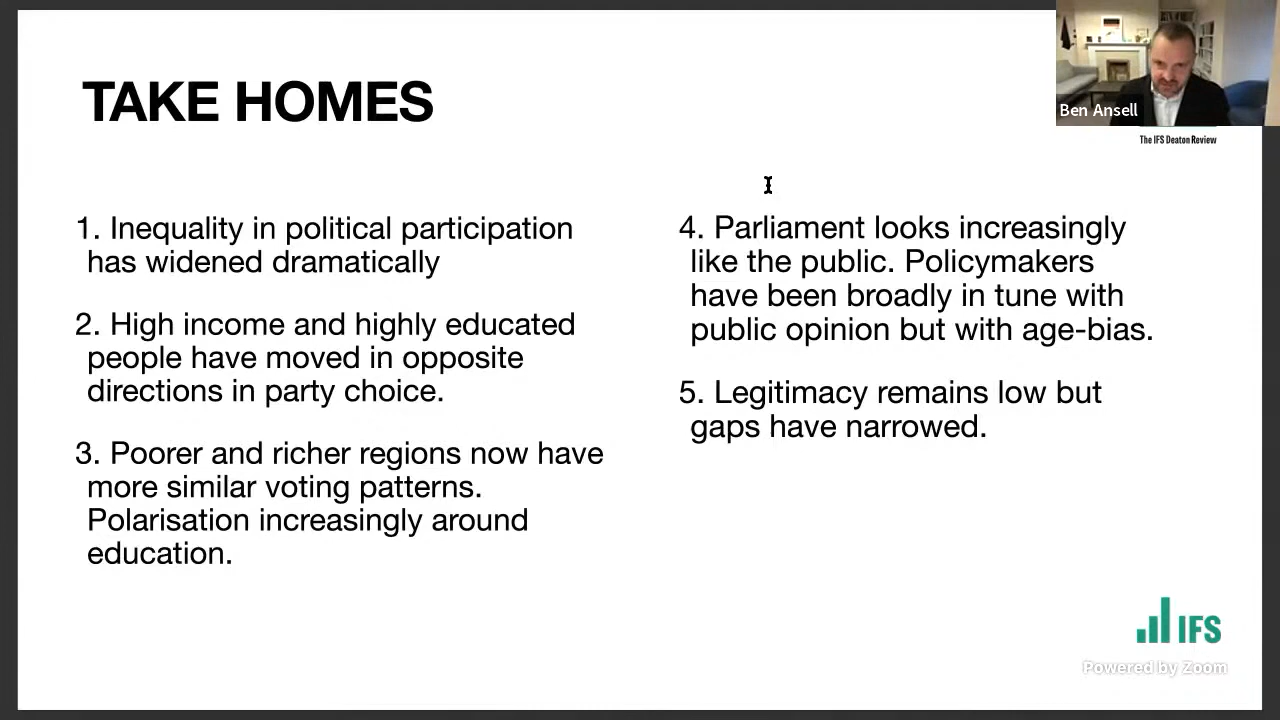 TAKE HOMES
Ben Ansell
The IFS Deaton Review
1. Inequality in political participation
has widened dramatically
2. High income and highly educated
people have moved in opposite
directions in party choice.
3. Poorer and richer regions now have
more similar voting patterns.
Polarisation increasingly around
education.
4. Parliament looks increasingly
like the public. Policymakers
have been broadly in tune with
public opinion but with age-bias.
5. Legitimacy remains low but
gaps have narrowed.
IFS
Powered by Zoom